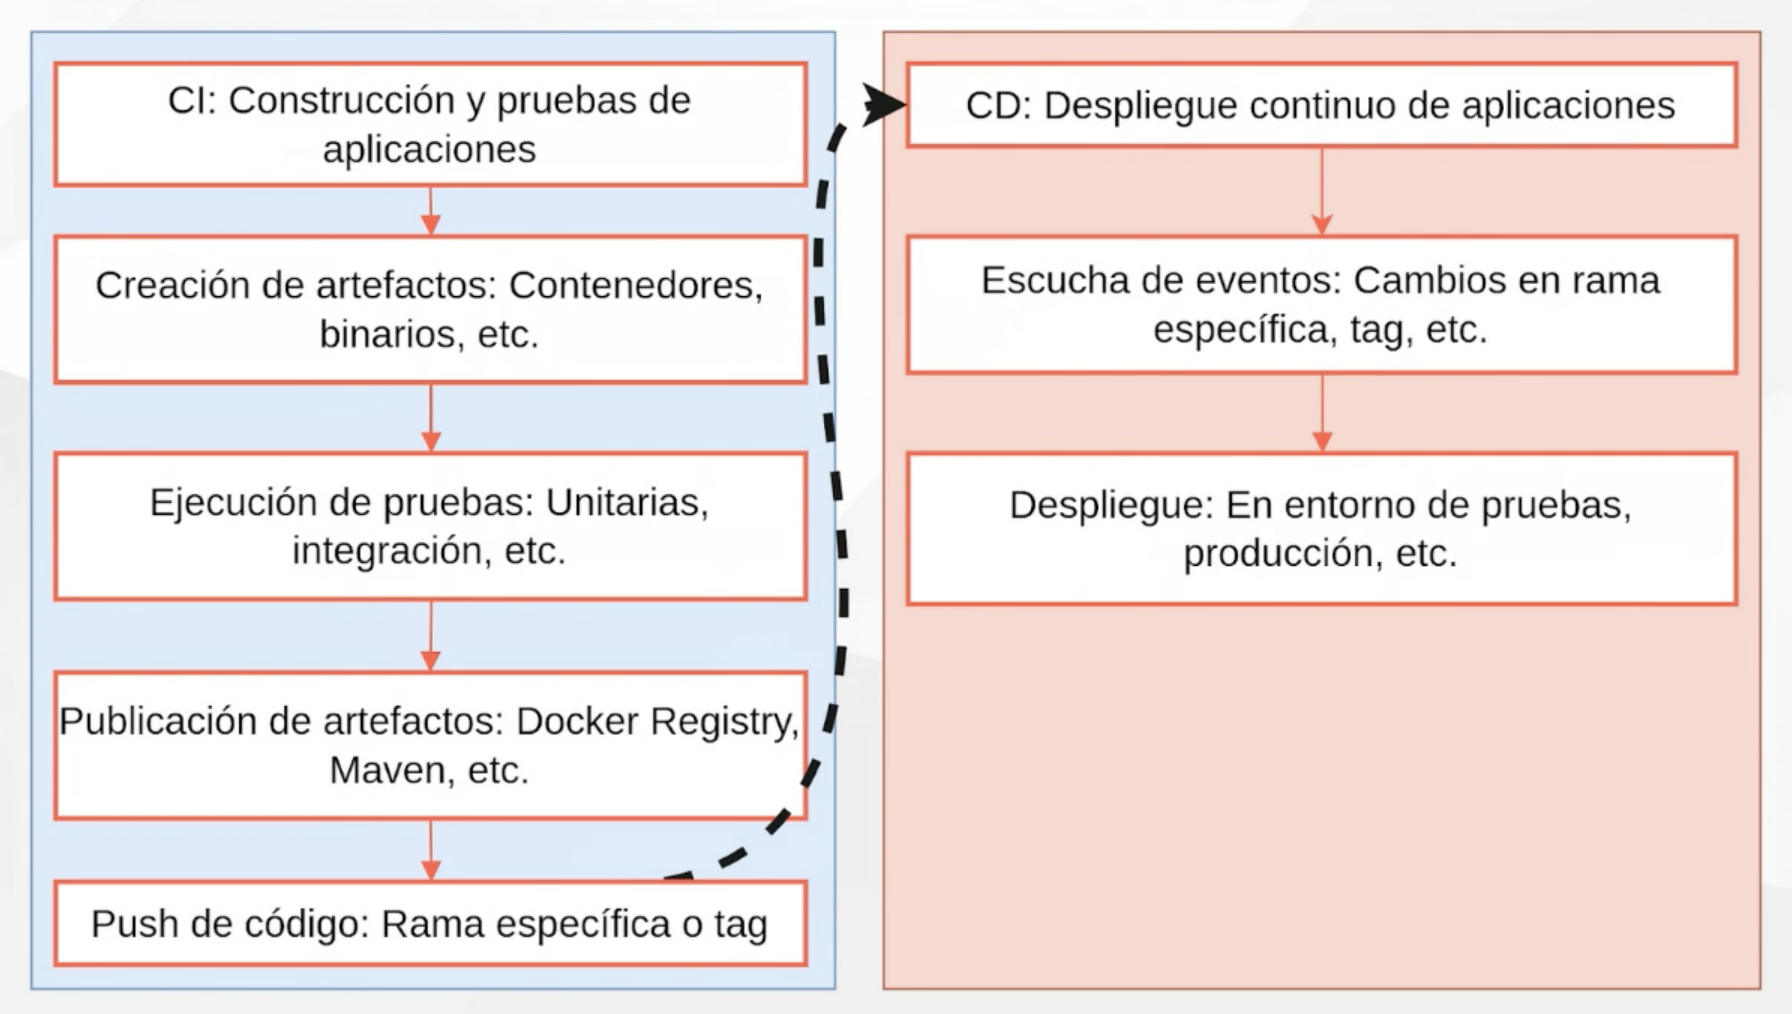 CI: Construcción y pruebas de
aplicaciones
Creación de artefactos: Contenedores,
binarios, etc.
Ejecución de pruebas: Unitarias,
integración, etc.
Publicación de artefactos: Docker Registry,
Maven, etc.
Push de código: Rama específica o tag
CD: Despliegue continuo de aplicaciones
Escucha de eventos: Cambios en rama
específica, tag, etc.
Despliegue: En entorno de pruebas,
producción, etc.